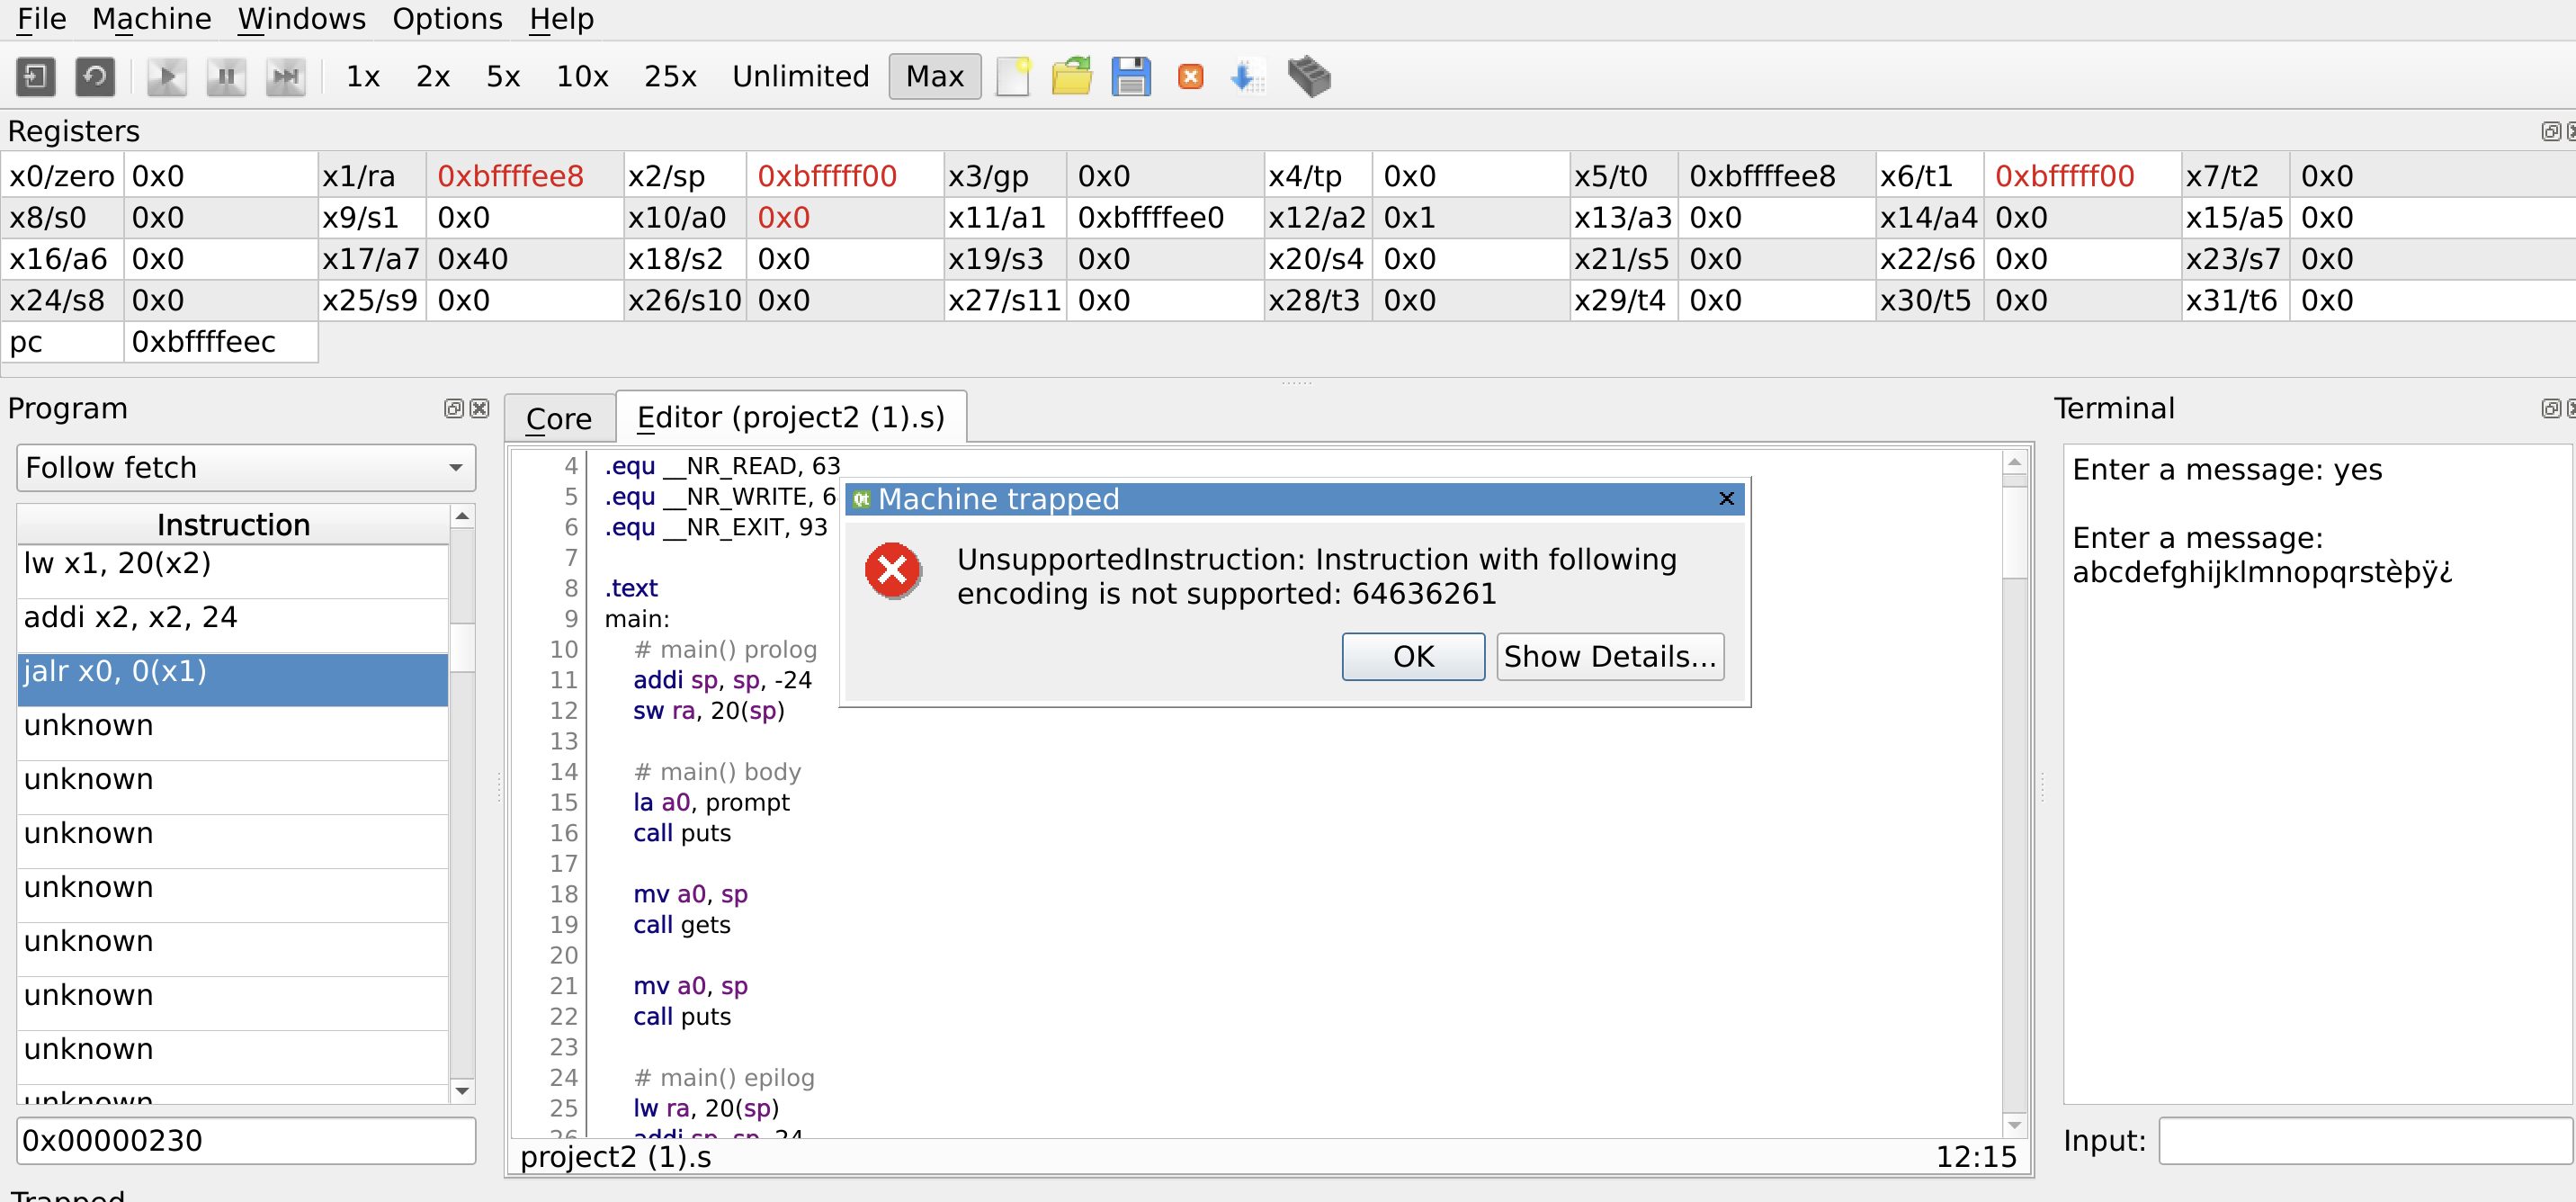 File Machine Windows Options Help
1x 2x 5x 10x 25x Unlimited Max
Registers
x0/zero 0x0 x1/ra 0xbffffee8 x2/sp 0xbfffff00 x3/gp 0x0 x4/tp 0x0 x5/t0 0xbffffee8 x6/t1 0xbfffff00 x7/t2 0x0
x8/s0 0x0 x9/s1 0x0 x10/a0 0x0 x11/a1 0xbffffee0 x12/a2 0x1 x13/a3 0x0 x14/a4 0x0 x15/a5 0x0
x16/a6 0x0 x17/a7 0x40 x18/s2 0x0 x19/s3 0x0 x20/s4 0x0 x21/s5 0x0 x22/s6 0x0 x23/s7 0x0
x24/s8 0x0 x25/s9 0x0 x26/s10 0x0 x27/s11 0x0 x28/t3 0x0 x29/t4 0x0 x30/t5 0x0 x31/t6 0x0
pc 0xbffffeec
Program
Follow fetch
Instruction
lw x1, 20(x2)
addi x2, x2, 24
jalr x0, 0(x1)
unknown
unknown
unknown
unknown
unknown
unknown
unknown
unknown
0x00000230
Trapped
Core Editor (project2 (1).s)
4 .equ __NR_READ, 63
5 .equ __NR_WRITE, 6
6 .equ __NR_EXIT, 93
7
8 .text
9 main:
10 # main() prolog
11 addi sp, sp, -24
12 sw ra, 20(sp)
13
14 # main() body
15 la a0, prompt
16 call puts
17
18 mv a0, sp
19 call gets
20
21 mv a0, sp
22 call puts
23
24 # main() epilog
25 lw ra, 20(sp)
26 addi sp, sp, 24
project2 (1).s 12:15
Machine trapped
UnsupportedInstruction: Instruction with following
encoding is not supported: 64636261
OK Show Details...
Terminal
Enter a message: yes
Enter a message:
abcdefghijklmnopqrstèþÿ¿
Input: